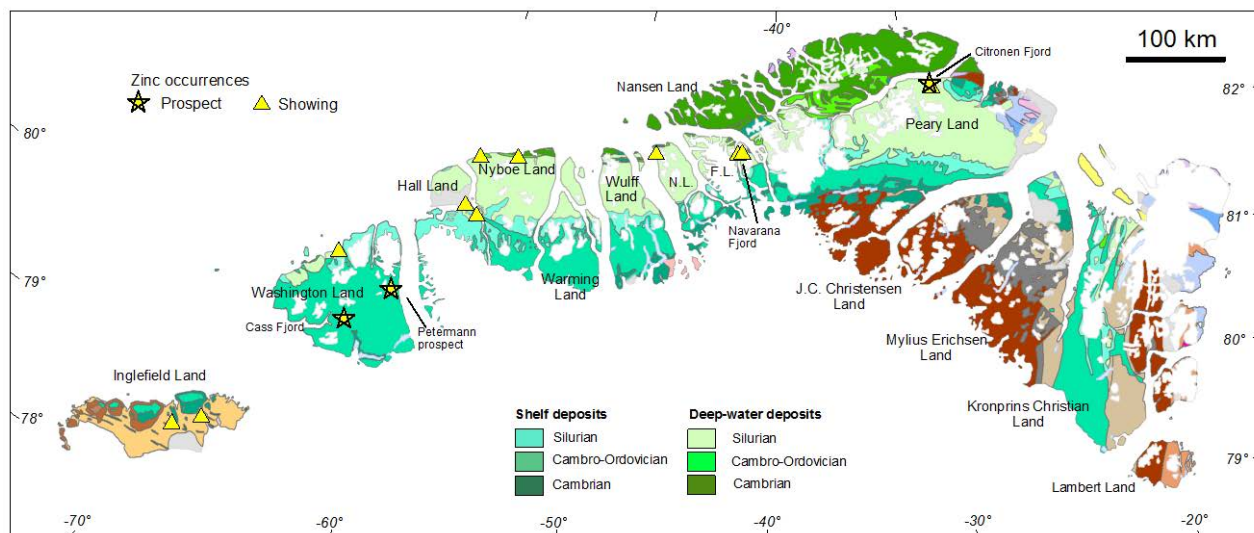 -40°
100 km
Citronen Fjord
Zinc occurrences
Prospect
Showing
Nansen Land
82°
80°
Peary Land
Nyboe Land
F.L.
Hall Land
Wulff
Land
N.L.
81°
Navarana
Fjord
79°
Washington Land
Warming
Land
J.C. Christensen
Land
Cass Fjord
Petermann
prospect
Mylius Erichsen
Land
80°
Inglefield Land
Kronprins Christian
Land
78°
Shelf deposits
Silurian
Cambro-Ordovician
Cambrian
Deep-water deposits
Silurian
Cambro-Ordovician
Cambrian
79°
Lambert Land
-70°
-60°
-50°
-40°
-30°
-20°